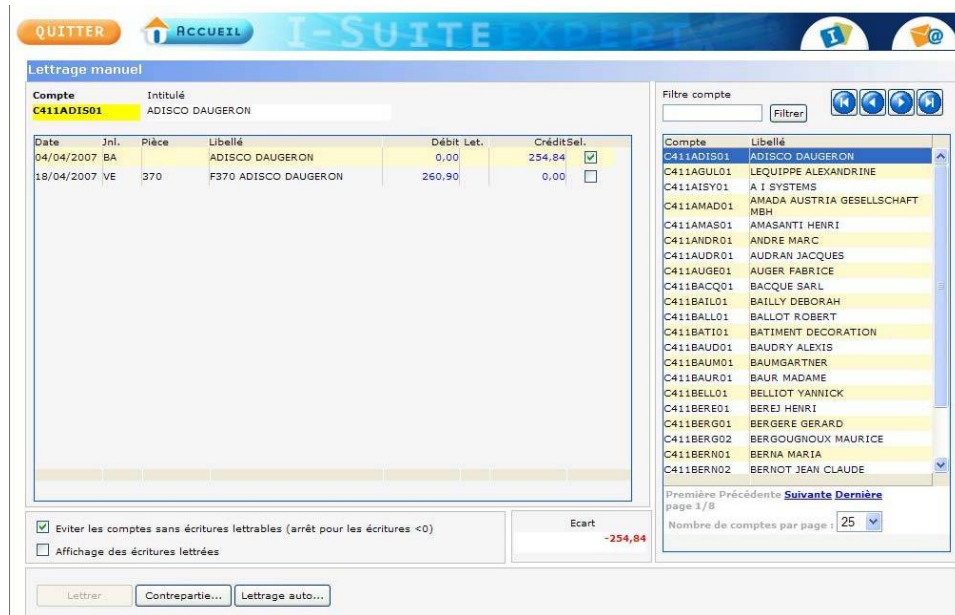 QUITTER
ACCUEIL
I-SUITE EXPERT
Lettrage manuel
Compte Intitulé
C411ADIS01 ADISCO DAUGERON
Date Jnl. Pièce Libellé Débit Let. Crédit Sel.
04/04/2007 BA ADISCO DAUGERON 0,00 254,84
18/04/2007 VE 370 F370 ADISCO DAUGERON 260,90 0,00
Eviter les comptes sans écritures lettrables (arrêt pour les écritures <0)
Affichage des écritures lettrées
Ecart
-254,84
Lettrer Contrepartie... Lettrage auto...
Filtre compte
Filtrer
Compte Libellé
C411ADIS01 ADISCO DAUGERON
C411AGUL01 LEQUIPPE ALEXANDRINE
C411AISY01 A I SYSTEMS
C411AMAD01 AMADA AUSTRIA GESELLSCHAFT
MBH
C411AMAS01 AMASANTI HENRI
C411ANDR01 ANDRE MARC
C411AUDR01 AUDRAN JACQUES
C411AUGE01 AUGER FABRICE
C411BACQ01 BACQUE SARL
C411BAIL01 BAILLY DEBORAH
C411BALL01 BALLOT ROBERT
C411BATI01 BATIMENT DECORATION
C411BAUD01 BAUDRY ALEXIS
C411BAUM01 BAUMGARTNER
C411BAUR01 BAUR MADAME
C411BELL01 BELLIOT YANNICK
C411BERE01 BEREJ HENRI
C411BERG01 BERGERE GERARD
C411BERG02 BERGOUGNOUX MAURICE
C411BERN01 BERNA MARIA
C411BERN02 BERNOT JEAN CLAUDE
Première Précédente Suivante Dernière
page 1/8
Nombre de comptes par page : 25